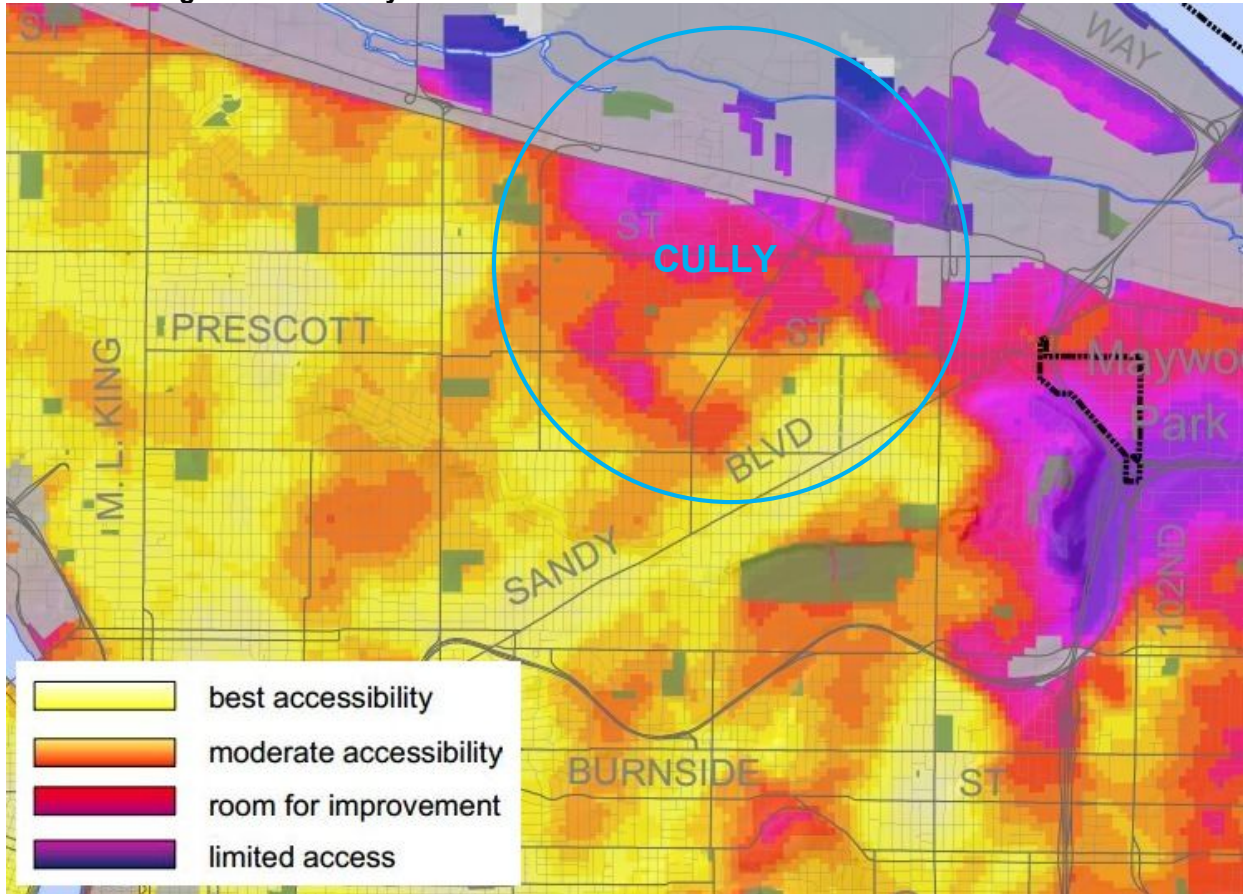 ST
WAY
ST
CULLY
PRESCOTT
ST
M.L. KING
BLVD
Park
SANDY
102ND
BURNSIDE
ST
best accessibility
moderate accessibility
room for improvement
limited access